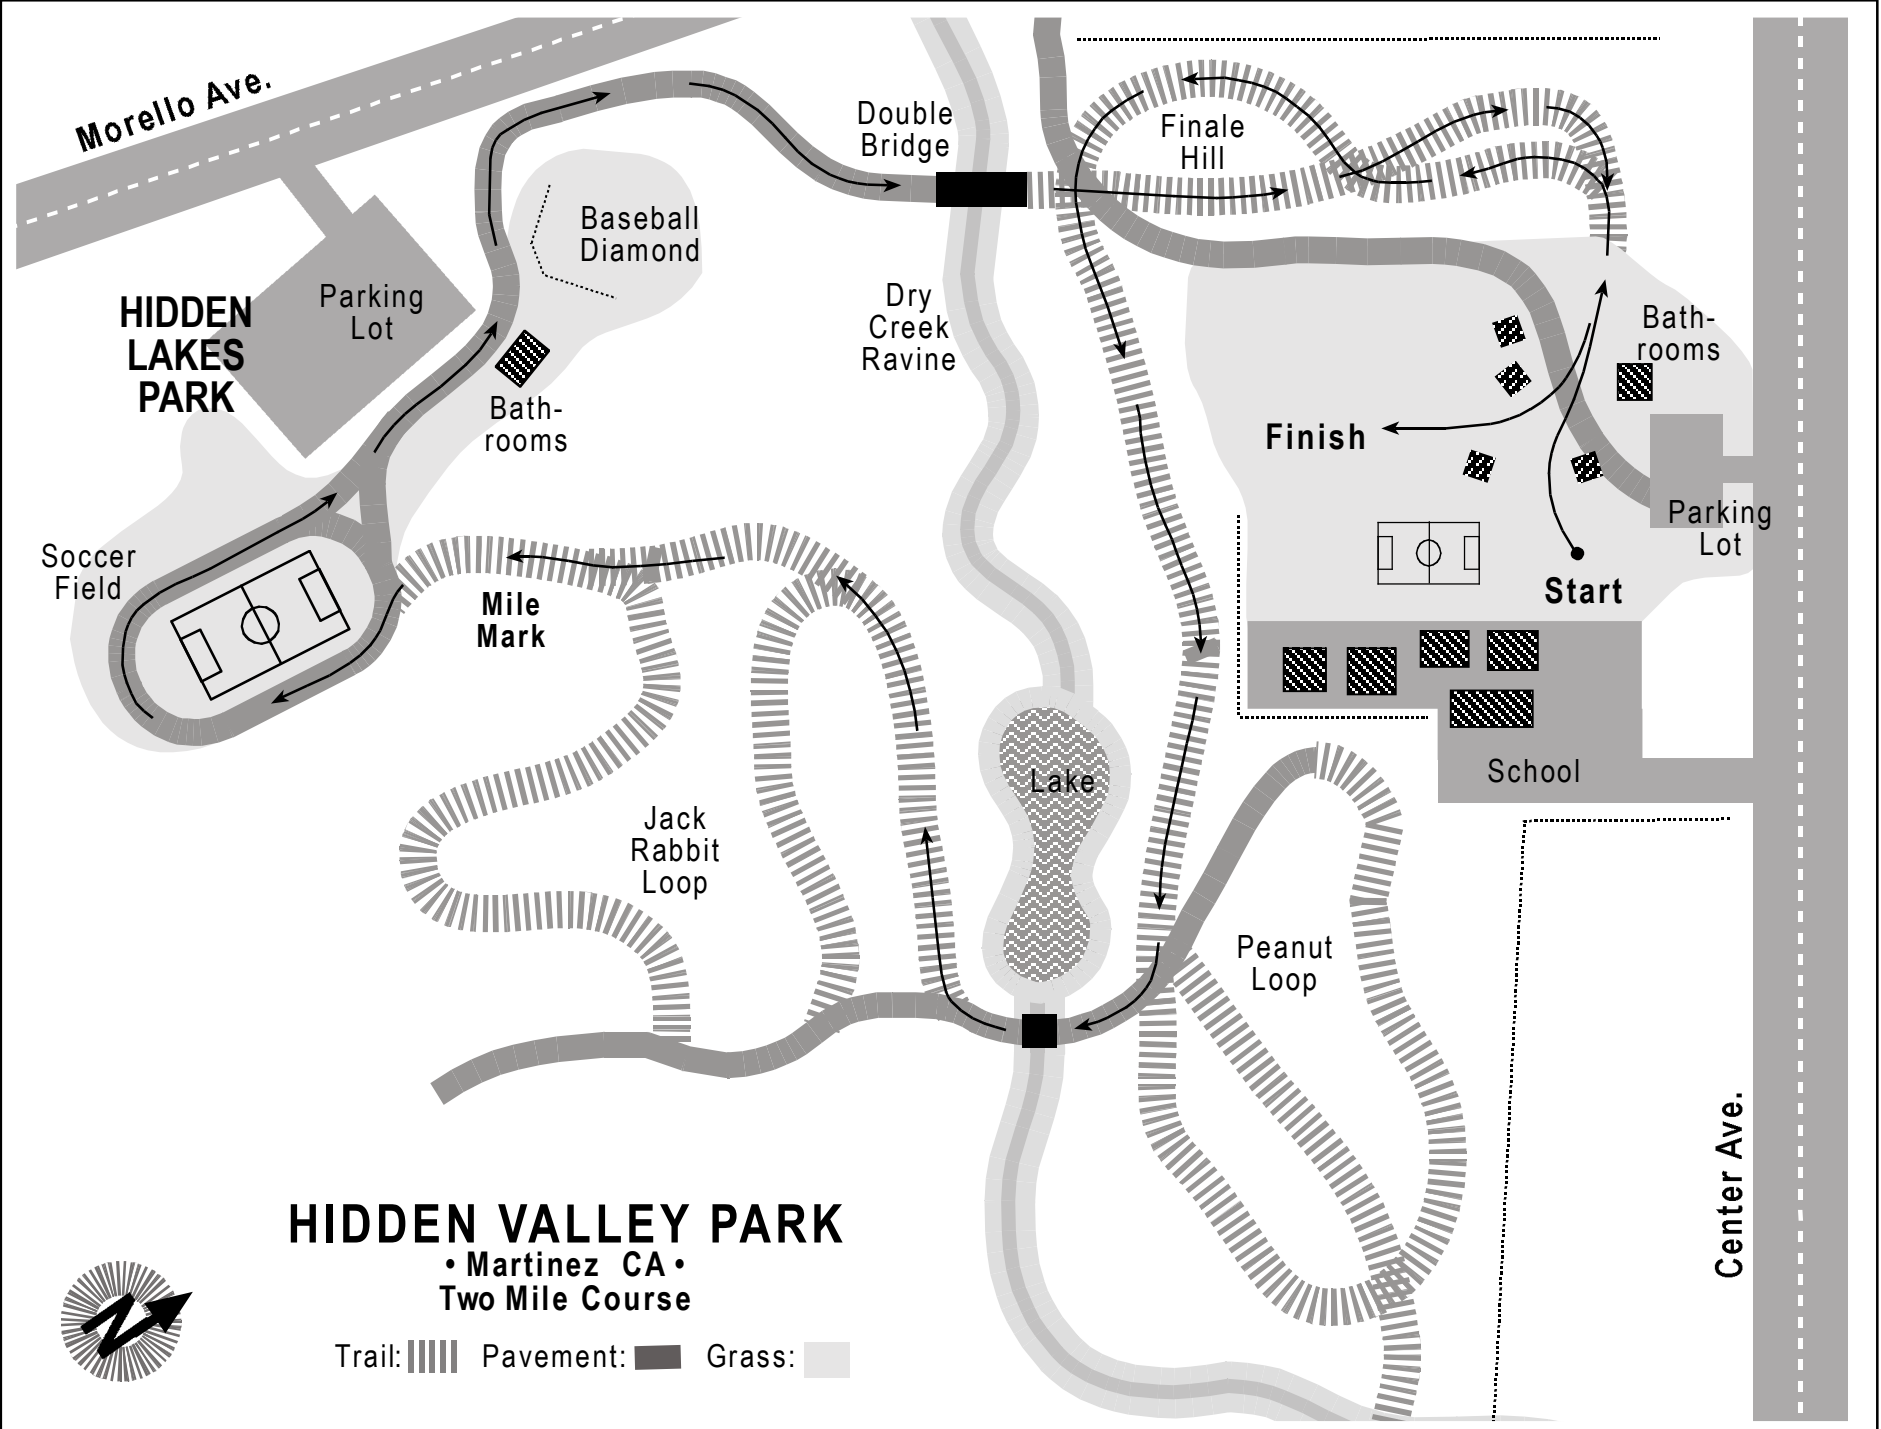 Morello Ave.
Double
Bridge
Finale
Hill
Baseball
Diamond
HIDDEN
LAKES
PARK
Parking
Lot
Dry
Creek
Ravine
Bath-
rooms
Bath-
rooms
Finish
Parking
Lot
Soccer
Field
Mile
Mark
Start
Lake
School
Jack
Rabbit
Loop
Peanut
Loop
Center Ave.
HIDDEN VALLEY PARK
• Martinez CA •
Two Mile Course
Trail: Pavement: Grass:
N